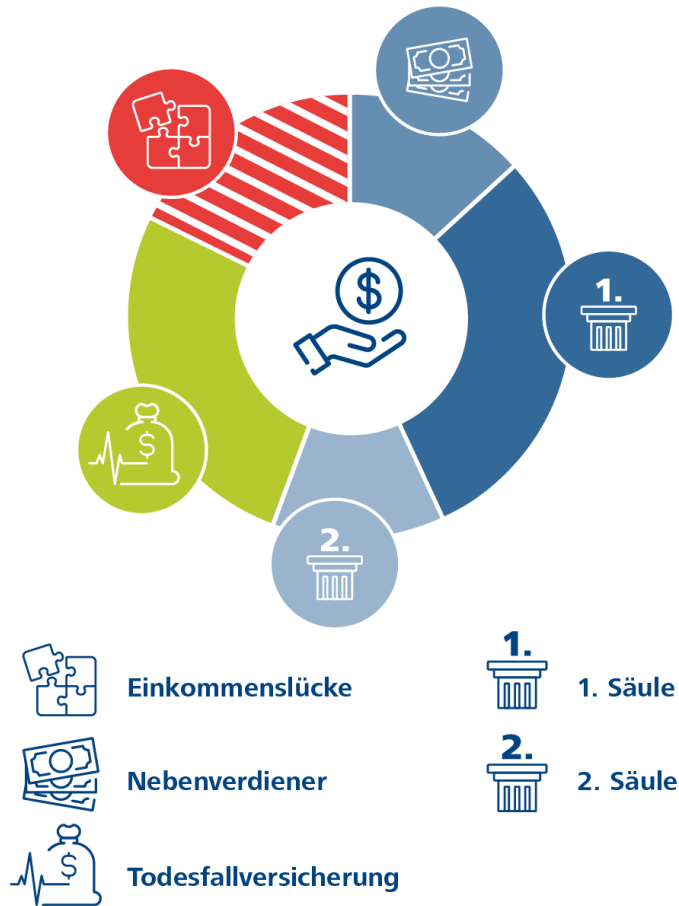 1.
2.
Einkommenslücke
1.
1. Säule
Nebenverdiener
2.
2. Säule
Todesfallversicherung